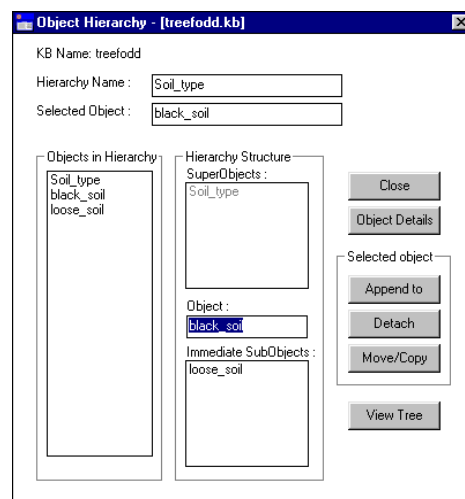 Object Hierarchy - [treefodd.kb]
KB Name: treefodd
Hierarchy Name : Soil_type
Selected Object : black_soil
Objects in Hierarchy
Soil_type
black_soil
loose_soil
Hierarchy Structure
SuperObjects :
Soil_type
Object :
black_soil
Immediate SubObjects :
loose_soil
Close
Object Details
Selected object
Append to
Detach
Move/Copy
View Tree